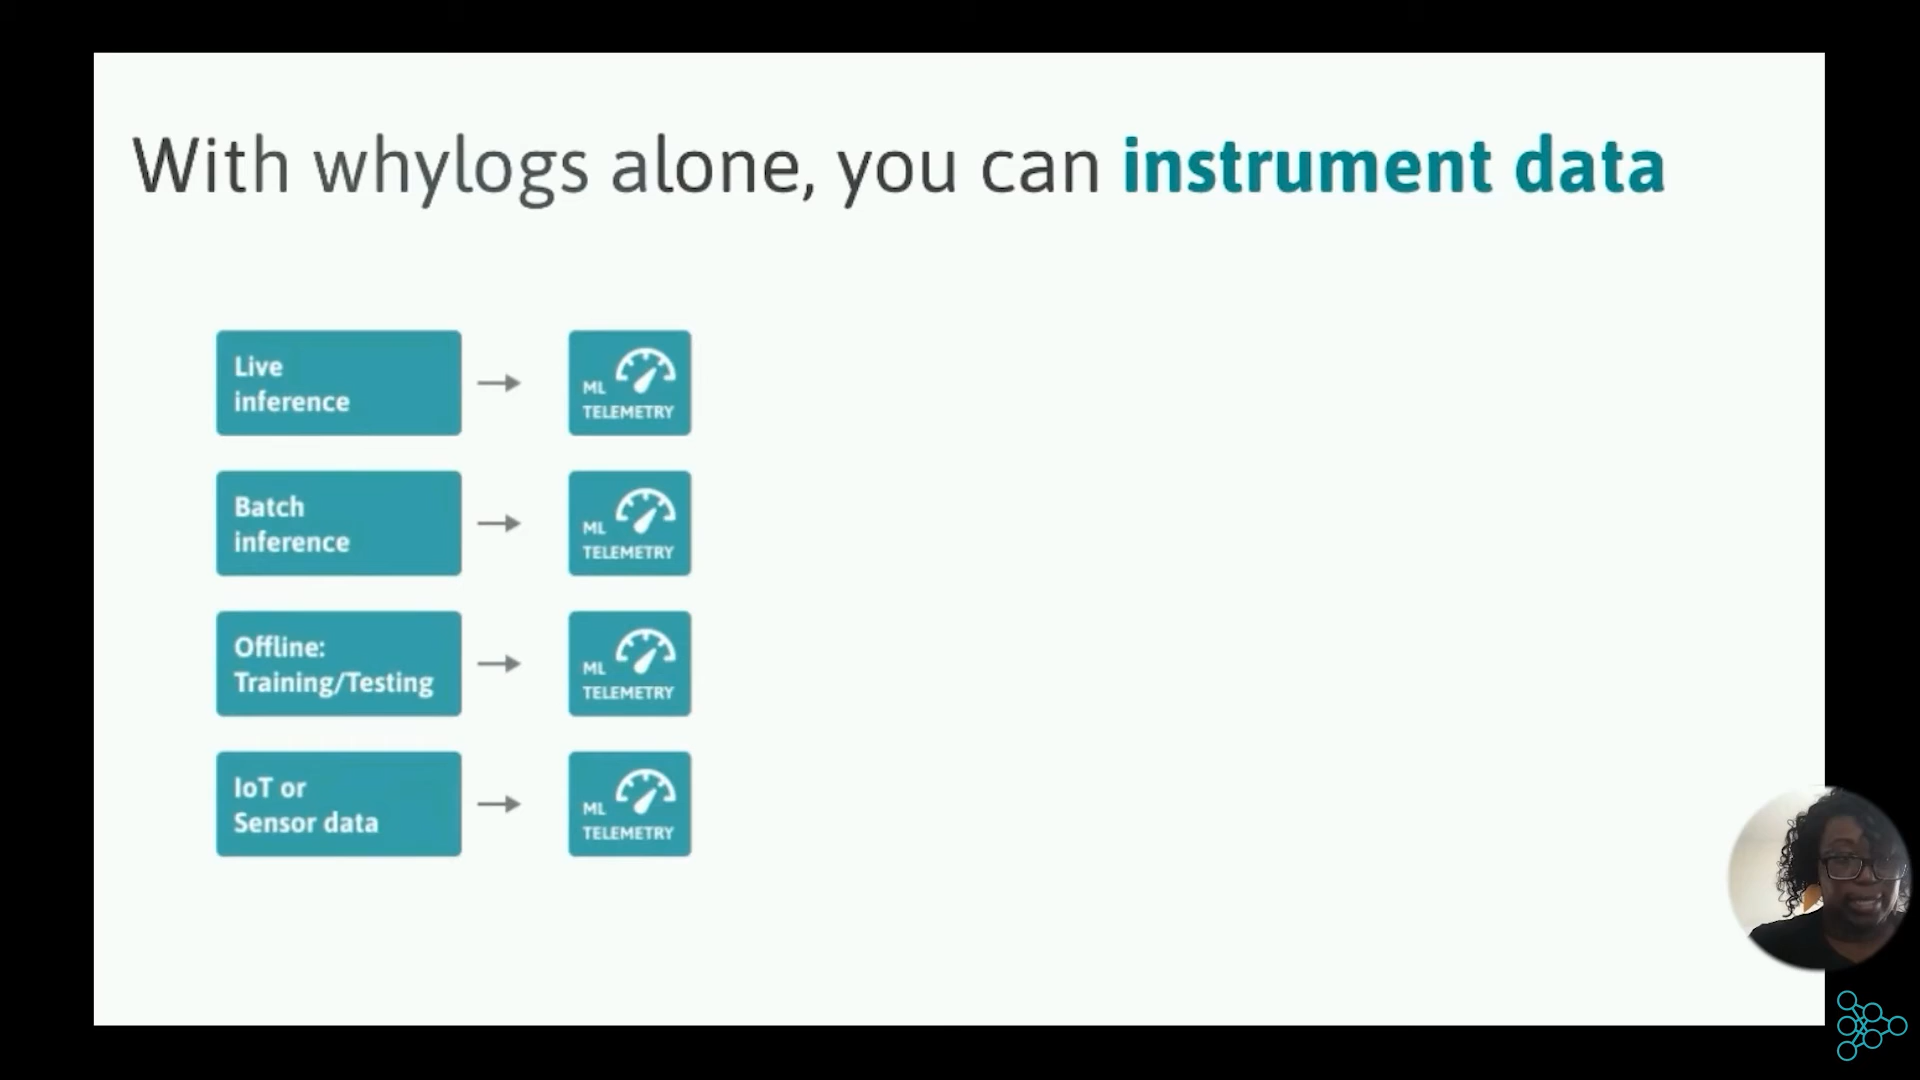 With whylogs alone, you can instrument data
Live
inference
ML
TELEMETRY
Batch
inference
ML
TELEMETRY
Offline:
Training/Testing
ML
TELEMETRY
IoT or
Sensor data
ML
TELEMETRY